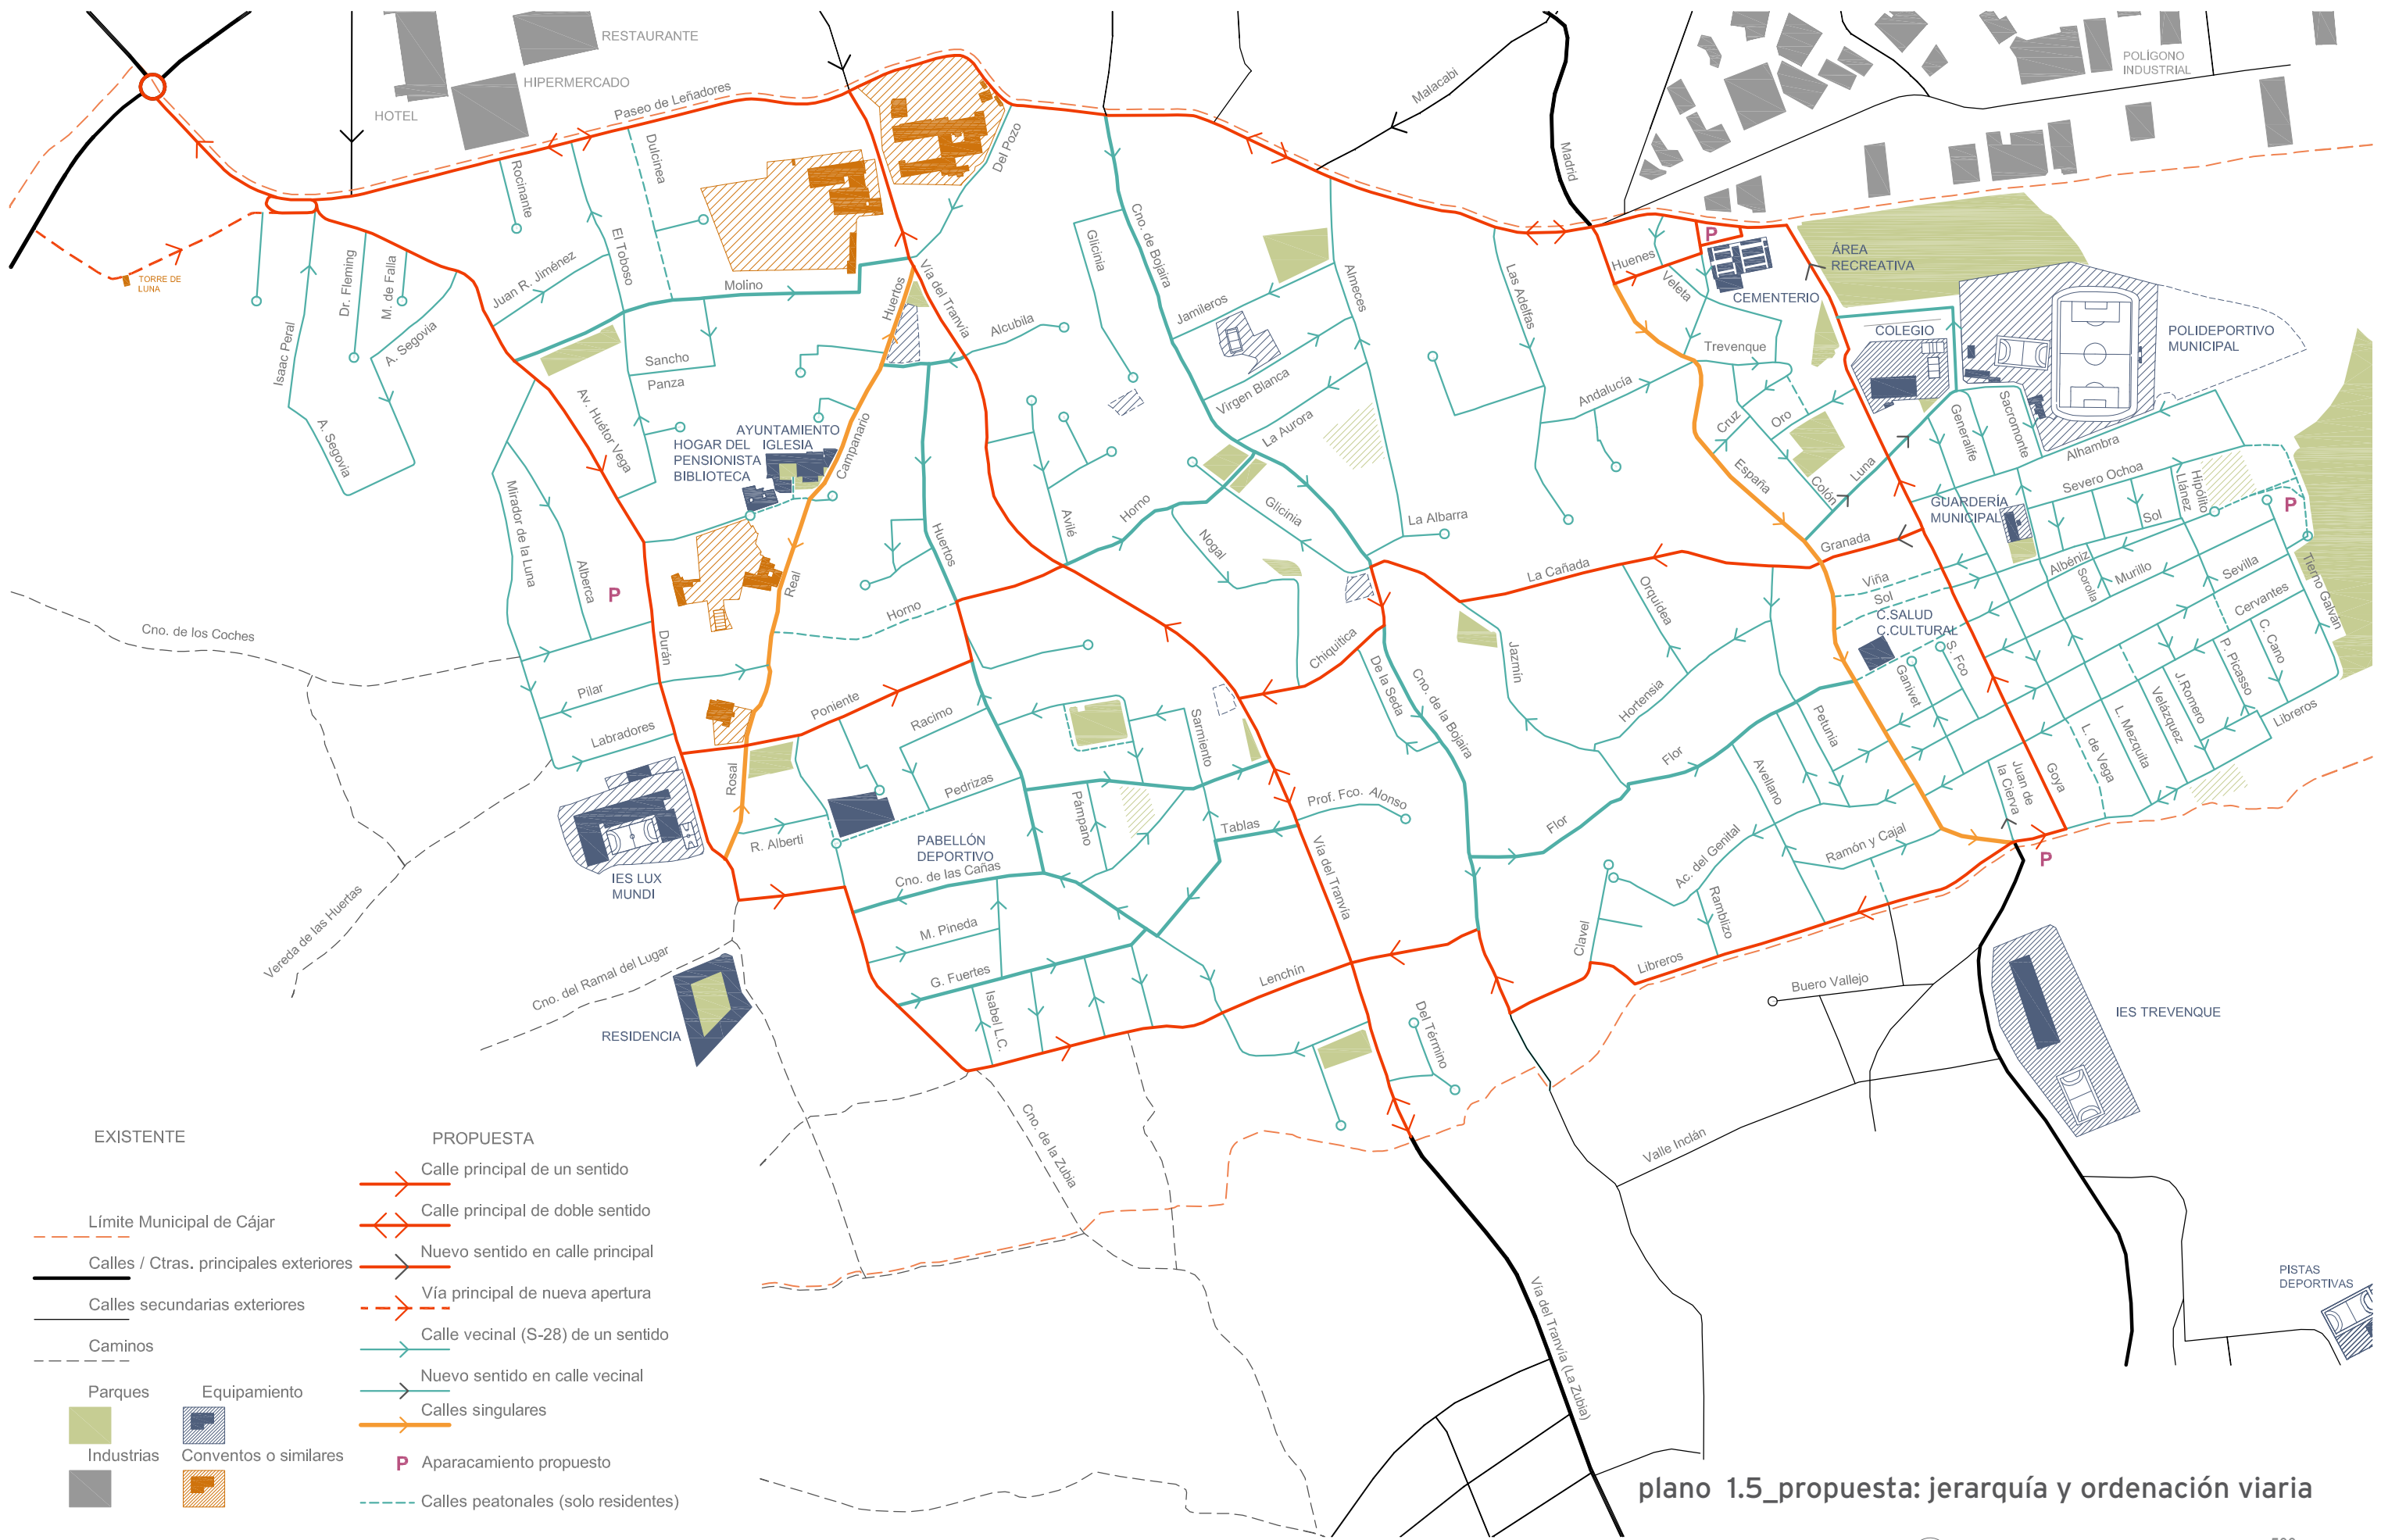 RESTAURANTE
HIPERMERCADO
HOTEL
Paseo de Leñadores
POLÍGONO
INDUSTRIAL
Malacabi
Madrid
Dulcinea
Rocinante
Del Pozo
TORRE DE
LUNA
El Toboso
Juan R. Jiménez
Molino
Huertos
Vía del Tranvía
Glicinia
Cno. de Bojaira
Almeces
Las Adelfas
Huenes
Veleta
P
CEMENTERIO
ÁREA
RECREATIVA
COLEGIO
POLIDEPORTIVO
MUNICIPAL
Dr. Fleming
M. de Falla
Isaac Peral
A. Segovia
A. Segovia
Alcubila
Jamileros
Trevenque
Sancho
Panza
Av. Huétor Vega
AYUNTAMIENTO
HOGAR DEL
IGLESIA
PENSIONISTA
BIBLIOTECA
Campanario
Virgen Blanca
La Aurora
Andalucía
Cruz
Oro
España
Colón
Luna
Generalife
Sacromonte
Alhambra
Severo Ochoa
Hipólito
Llánez
P
GUARDERÍA
MUNICIPAL
Sol
Mirador de la Luna
Alberca
P
Real
Huertos
Avilé
Horno
Glicinia
Nogal
La Albarra
Granada
La Cañada
Viña
Sol
Albéniz
Sorolla
Murillo
Sevilla
Cervantes
Tierno Galván
Cno. de los Coches
Durán
Horno
Chiquitica
De la Seda
Cno. de la Bojaira
Jazmin
Orquidea
Hortensia
C.SALUD
C.CULTURAL
S. Fco
Ganivet
P. Picasso
C. Cano
Pilar
Labradores
Poniente
Racimo
Sarmiento
Flor
Petunia
L. de Vega
L. Mezquita
Velázquez
J.Romero
Libreros
Rosal
Pedrizas
Pámpano
Prof. Fco. Alonso
Tablas
Avellano
Juan de
la Cierva
Goya
R. Alberti
PABELLÓN
DEPORTIVO
Cno. de las Cañas
Vía del Tranvía
Flor
Ac. del Genital
Ramón y Cajal
P
IES LUX
MUNDI
Vereda de las Huertas
M. Pineda
Ramblizo
Clavel
Cno. del Ramal del Lugar
G. Fuertes
Lenchín
Libreros
Buero Vallejo
IES TREVENQUE
RESIDENCIA
Isabel L.C.
Del Término
Cno. de la Zubia
Valle Inclán
PISTAS
DEPORTIVAS
Vía del Tranvía (La Zubia)
EXISTENTE
Límite Municipal de Cájar
Calles / Ctras. principales exteriores
Calles secundarias exteriores
Caminos
Parques
Equipamiento
Industrias
Conventos o similares
PROPUESTA
Calle principal de un sentido
Calle principal de doble sentido
Nuevo sentido en calle principal
Vía principal de nueva apertura
Calle vecinal (S-28) de un sentido
Nuevo sentido en calle vecinal
Calles singulares
P Aparacamiento propuesto
Calles peatonales (solo residentes)
plano 1.5_propuesta: jerarquía y ordenación viaria